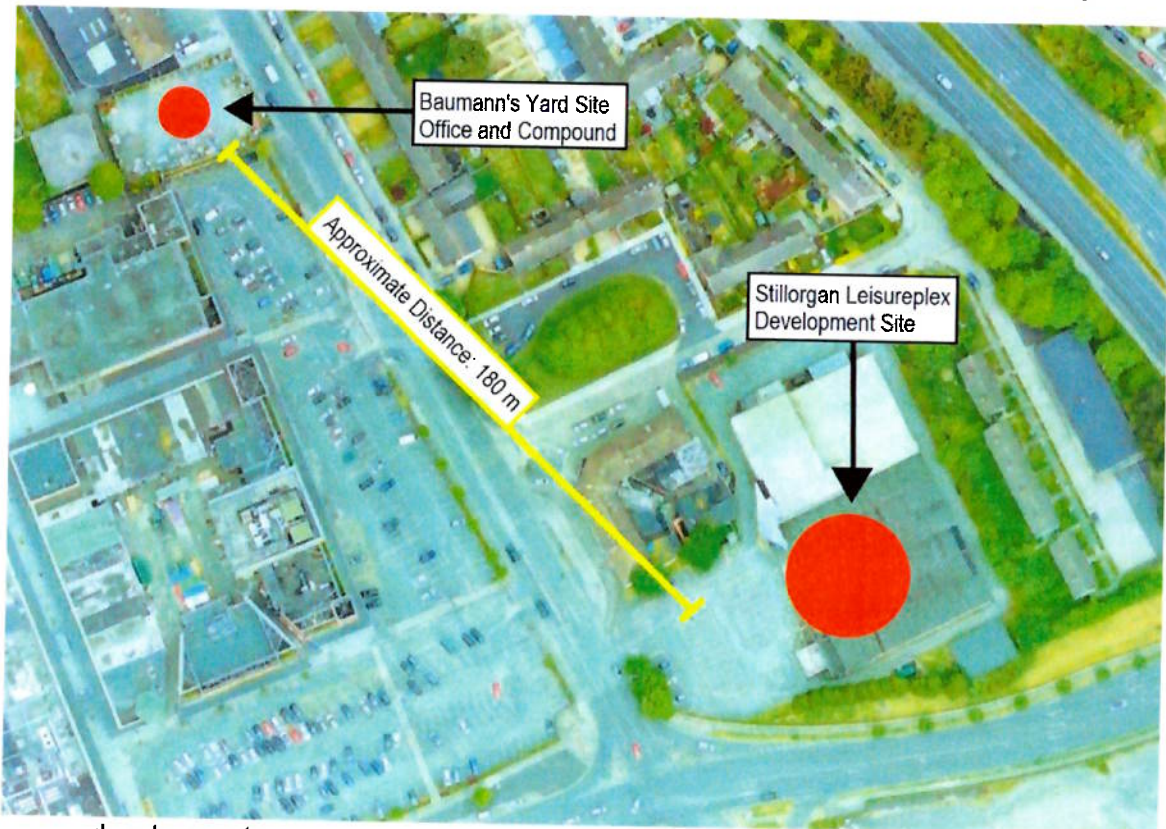 Baumann's Yard Site
Office and Compound
Approximate Distance: 180 m
Stillorgan Leisureplex
Development Site